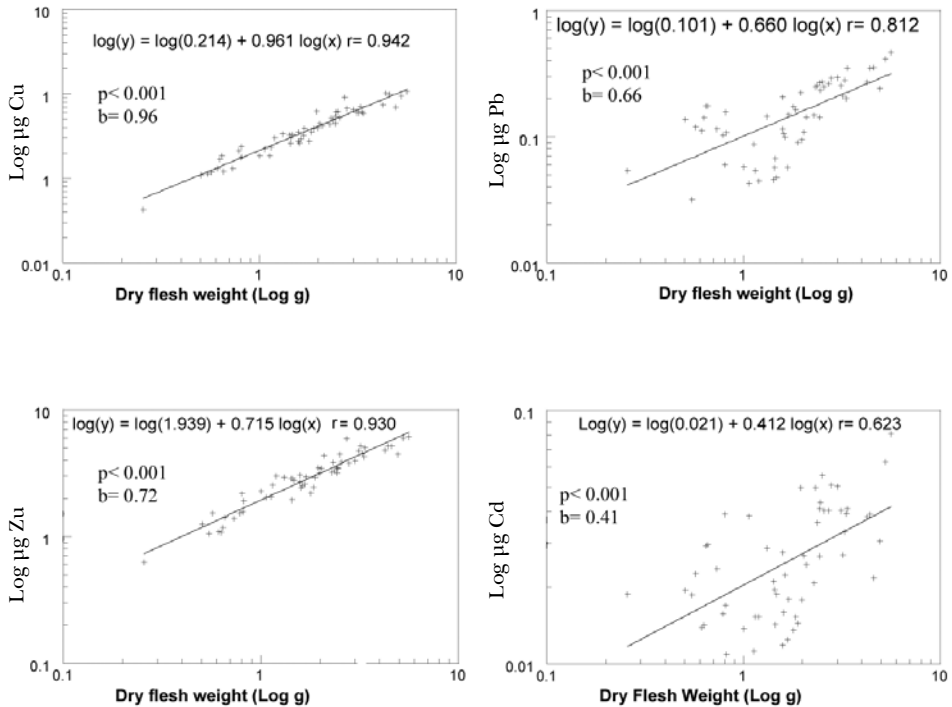 10
log(y) = log(0.214) + 0.961 log(x) r= 0.942
p< 0.001
b= 0.96
1
1
0.01
0.1
1
10
Log µg Cu
Dry flesh weight (Log g)
1
log(y) = log(0.101) + 0.660 log(x) r= 0.812
p< 0.001
b= 0.66
0.1
0.01
0.1
1
10
Log µg Pb
Dry flesh weight (Log g)
10
log(y) = log(1.939) + 0.715 log(x) r= 0.930
p< 0.001
b= 0.72
1
0.1
0.1
1
10
Log µg Zu
Dry flesh weight (Log g)
0.1
Log(y) = log(0.021) + 0.412 log(x) r= 0.623
p< 0.001
b= 0.41
0.01
0.1
1
10
Log µg Cd
Dry Flesh Weight (Log g)